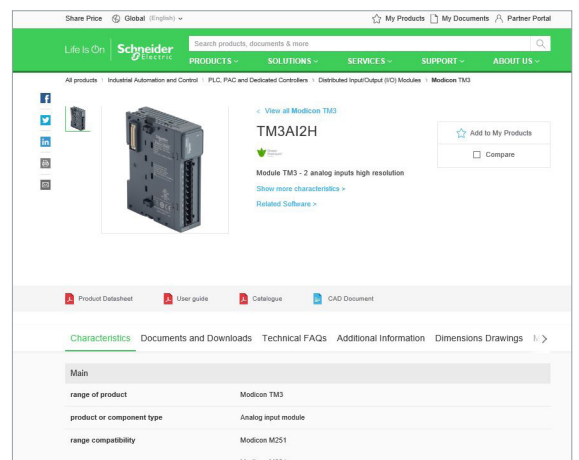 Share Price Global (English) My Products My Documents Partner Portal
Life Is On Schneider Electric
Search products, documents & more
PRODUCTS SOLUTIONS SERVICES SUPPORT ABOUT US
All products › Industrial Automation and Control › PLC, PAC and Dedicated Controllers › Distributed Input/Output (I/O) Modules › Modicon TM3
< View all Modicon TM3
TM3AI2H
Add to My Products
Compare
Module TM3 - 2 analog inputs high resolution
Show more characteristics >
Related Software >
Product Datasheet User guide Catalogue CAD Document
Characteristics Documents and Downloads Technical FAQs Additional Information Dimensions Drawings
Main
range of product Modicon TM3
product or component type Analog input module
range compatibility Modicon M251